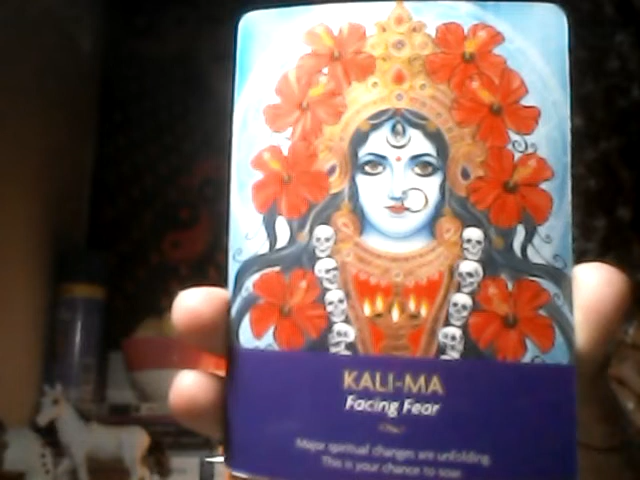 KALI-MA
Facing Fear
Major spiritual changes are unfolding.
This is your chance to soar